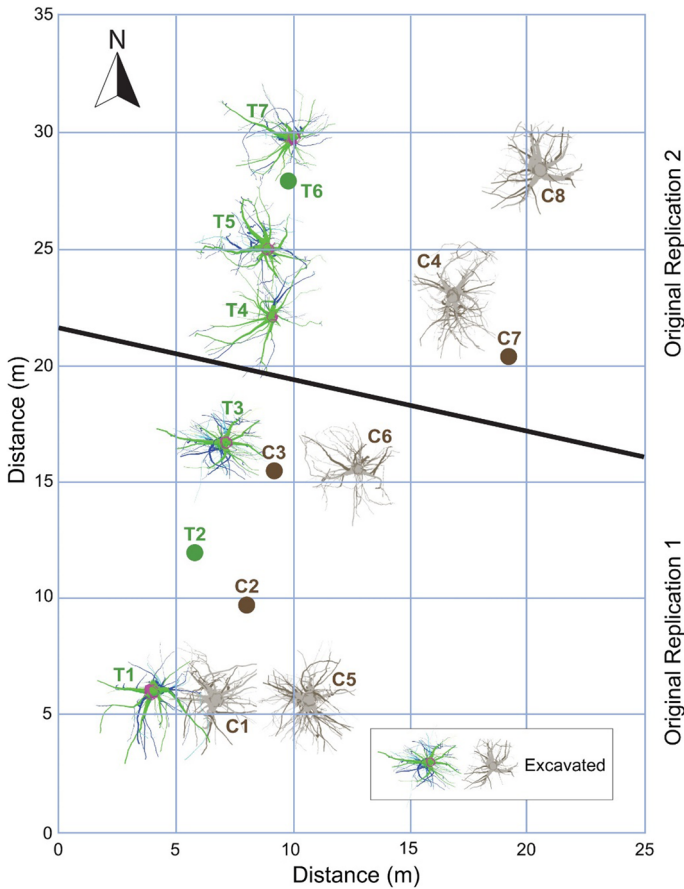 35
N
30
25
20
15
10
5
0
Distance (m)
T7
T6
C8
T5
C4
T4
C7
T3
C3
C6
T2
C2
T1
C1
C5
Excavated
0
5
10
15
20
25
Distance (m)
Original Replication 2
Original Replication 1